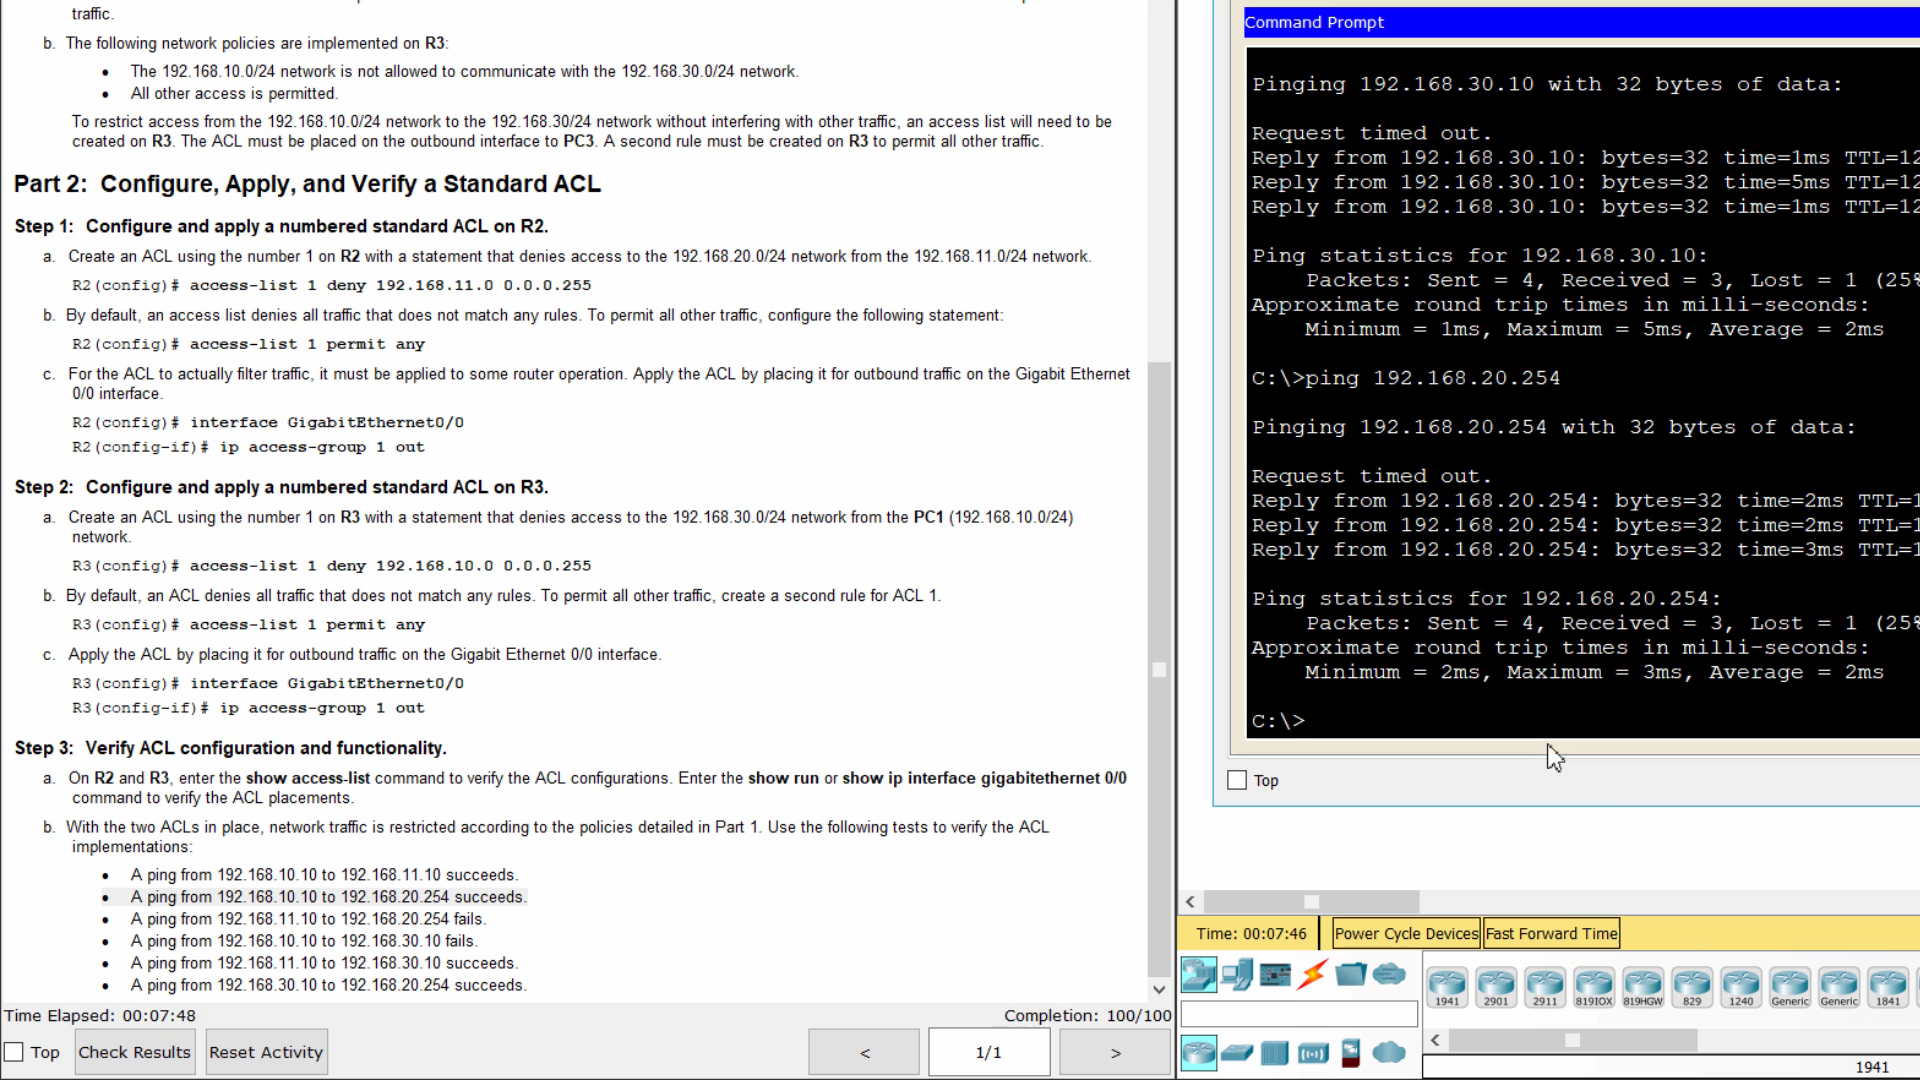 traffic.
b. The following network policies are implemented on R3:
• The 192.168.10.0/24 network is not allowed to communicate with the 192.168.30.0/24 network.
• All other access is permitted.
To restrict access from the 192.168.10.0/24 network to the 192.168.30/24 network without interfering with other traffic, an access list will need to be
created on R3. The ACL must be placed on the outbound interface to PC3. A second rule must be created on R3 to permit all other traffic.
Part 2: Configure, Apply, and Verify a Standard ACL
Step 1: Configure and apply a numbered standard ACL on R2.
a. Create an ACL using the number 1 on R2 with a statement that denies access to the 192.168.20.0/24 network from the 192.168.11.0/24 network.
R2(config)# access-list 1 deny 192.168.11.0 0.0.0.255
b. By default, an access list denies all traffic that does not match any rules. To permit all other traffic, configure the following statement:
R2(config)# access-list 1 permit any
c. For the ACL to actually filter traffic, it must be applied to some router operation. Apply the ACL by placing it for outbound traffic on the Gigabit Ethernet
0/0 interface.
R2(config)# interface GigabitEthernet0/0
R2(config-if)# ip access-group 1 out
Step 2: Configure and apply a numbered standard ACL on R3.
a. Create an ACL using the number 1 on R3 with a statement that denies access to the 192.168.30.0/24 network from the PC1 (192.168.10.0/24)
network.
R3(config)# access-list 1 deny 192.168.10.0 0.0.0.255
b. By default, an ACL denies all traffic that does not match any rules. To permit all other traffic, create a second rule for ACL 1.
R3(config)# access-list 1 permit any
c. Apply the ACL by placing it for outbound traffic on the Gigabit Ethernet 0/0 interface.
R3(config)# interface GigabitEthernet0/0
R3(config-if)# ip access-group 1 out
Step 3: Verify ACL configuration and functionality.
a. On R2 and R3, enter the show access-list command to verify the ACL configurations. Enter the show run or show ip interface gigabitethernet 0/0
command to verify the ACL placements.
b. With the two ACLs in place, network traffic is restricted according to the policies detailed in Part 1. Use the following tests to verify the ACL
implementations:
• A ping from 192.168.10.10 to 192.168.11.10 succeeds.
• A ping from 192.168.10.10 to 192.168.20.254 succeeds.
• A ping from 192.168.11.10 to 192.168.20.254 fails.
• A ping from 192.168.10.10 to 192.168.30.10 fails.
• A ping from 192.168.11.10 to 192.168.30.10 succeeds.
• A ping from 192.168.30.10 to 192.168.20.254 succeeds.
Time Elapsed: 00:07:48
Completion: 100/100
Top
Check Results
Reset Activity
<
1/1
>
Command Prompt
Pinging 192.168.30.10 with 32 bytes of data:
Request timed out.
Reply from 192.168.30.10: bytes=32 time=1ms TTL=12
Reply from 192.168.30.10: bytes=32 time=5ms TTL=12
Reply from 192.168.30.10: bytes=32 time=1ms TTL=12
Ping statistics for 192.168.30.10:
Packets: Sent = 4, Received = 3, Lost = 1 (25%
Approximate round trip times in milli-seconds:
Minimum = 1ms, Maximum = 5ms, Average = 2ms
C:\>ping 192.168.20.254
Pinging 192.168.20.254 with 32 bytes of data:
Request timed out.
Reply from 192.168.20.254: bytes=32 time=2ms TTL=1
Reply from 192.168.20.254: bytes=32 time=2ms TTL=1
Reply from 192.168.20.254: bytes=32 time=3ms TTL=1
Ping statistics for 192.168.20.254:
Packets: Sent = 4, Received = 3, Lost = 1 (25%
Approximate round trip times in milli-seconds:
Minimum = 2ms, Maximum = 3ms, Average = 2ms
C:\>
Top
Time: 00:07:46
Power Cycle Devices
Fast Forward Time
1941 2901 2911 819IOX 819HGW 829 1240 Generic Generic 1841
1941